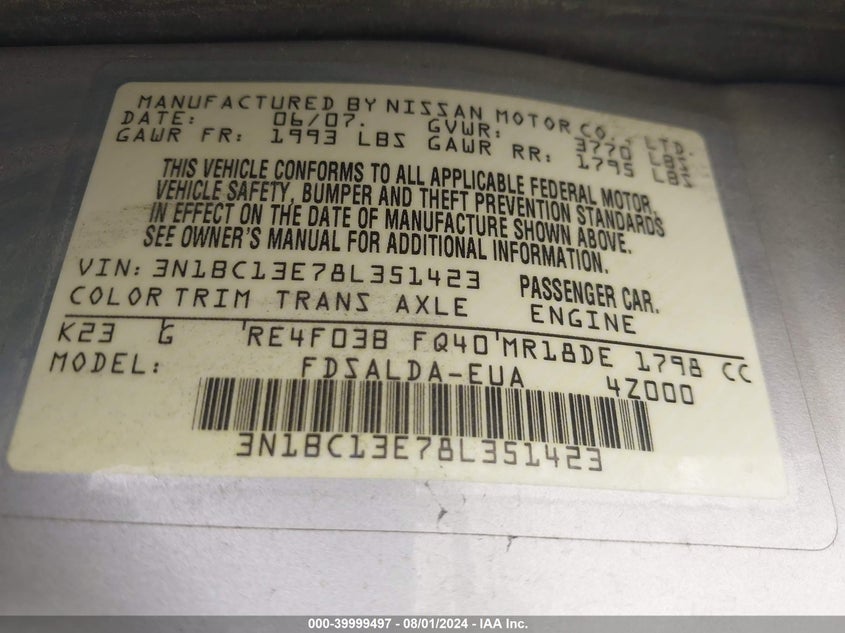 MANUFACTURED BY NISSAN MOTOR CO., LTD.
DATE: 06/07. GVWR: 3770 LBS
GAWR FR: 1993 LBS GAWR RR: 1795 LBS
THIS VEHICLE CONFORMS TO ALL APPLICABLE FEDERAL MOTOR
VEHICLE SAFETY, BUMPER AND THEFT PREVENTION STANDARDS
IN EFFECT ON THE DATE OF MANUFACTURE SHOWN ABOVE.
SEE OWNER'S MANUAL FOR ADDITIONAL INFORMATION.
VIN: 3N1BC13E78L351423 PASSENGER CAR.
COLOR TRIM TRANS AXLE ENGINE
K23 G RE4F03B FQ40 MR18DE 1798 CC
MODEL: FDSALDA-EUA 4Z000
3N1BC13E78L351423
000-39999497 - 08/01/2024 - IAA Inc.